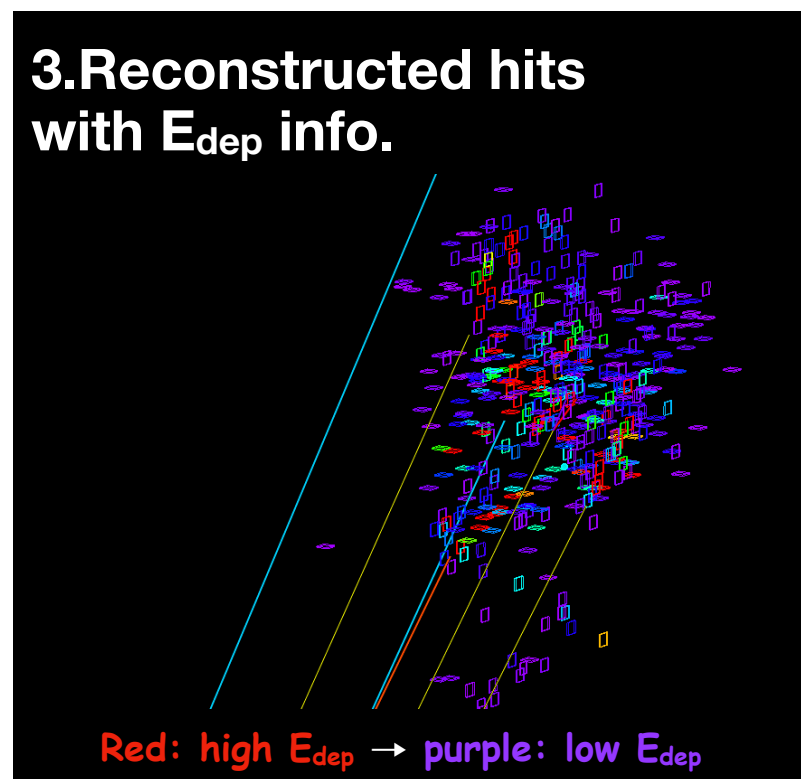 3.Reconstructed hits
with Edep info.
Red: high Edep → purple: low Edep